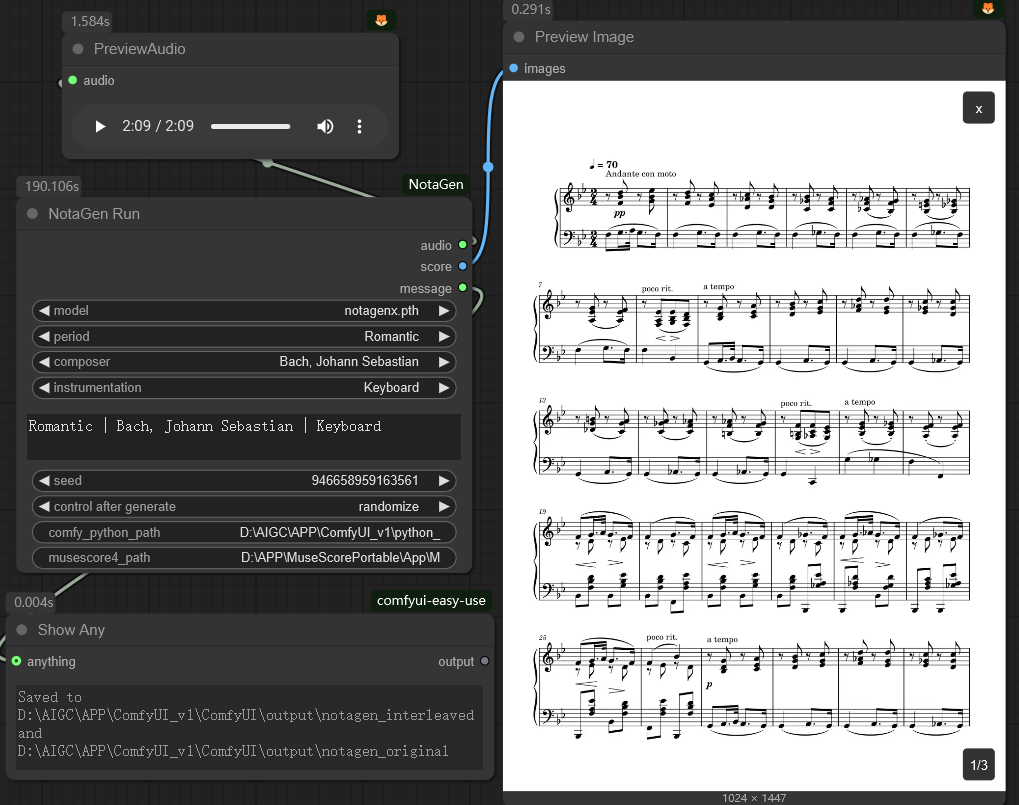 1.584s
PreviewAudio
audio
2:09 / 2:09
190.106s
NotaGen
NotaGen Run
audio
score
message
model notagenx.pth
period Romantic
composer Bach, Johann Sebastian
instrumentation Keyboard
Romantic | Bach, Johann Sebastian | Keyboard
seed 946658959163561
control after generate randomize
comfy_python_path D:\AIGC\APP\ComfyUI_v1\python_
musescore4_path D:\APP\MuseScorePortable\App\M
0.004s
comfyui-easy-use
Show Any
anything output
Saved to
D:\AIGC\APP\ComfyUI_v1\ComfyUI\output\notagen_interleaved
and
D:\AIGC\APP\ComfyUI_v1\ComfyUI\output\notagen_original
0.291s
Preview Image
images
x
= 70
Andante con moto
2
4
pp
2
4
7
poco rit.
a tempo
13
poco rit.
a tempo
19
25
poco rit.
a tempo
p
1/3
1024 × 1447